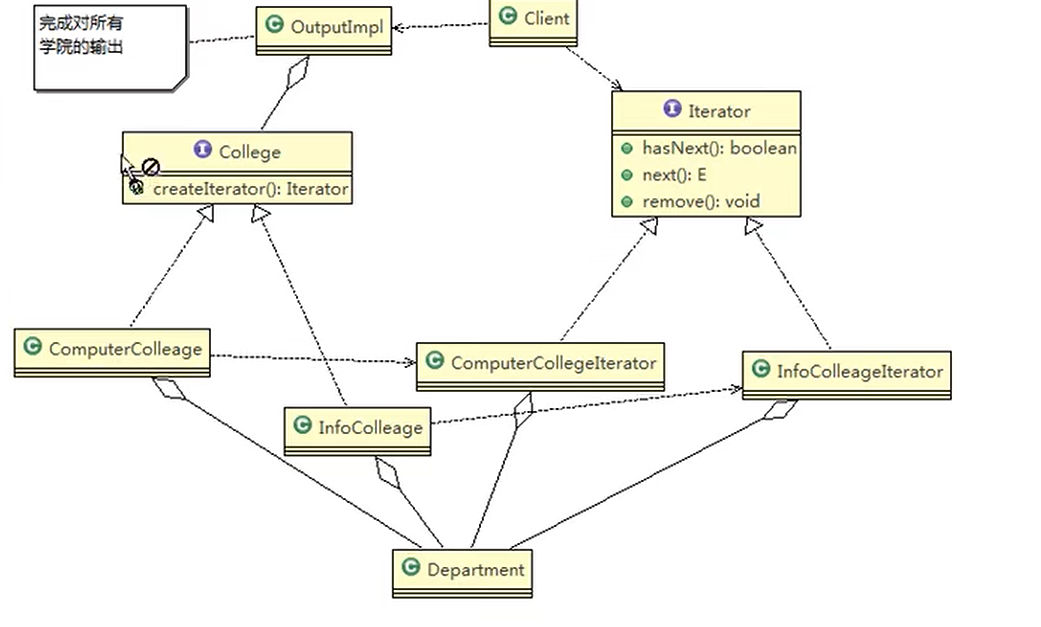 完成对所有
学院的输出
OutputImpl
Client
Iterator
hasNext(): boolean
next(): E
remove(): void
College
createIterator(): Iterator
ComputerColleage
ComputerCollegeIterator
InfoColleageIterator
InfoColleage
Department